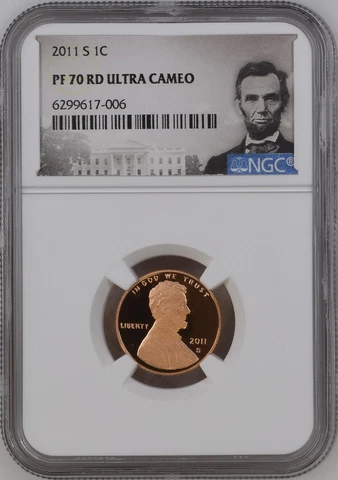 2011 S 1C
PF 70 RD ULTRA CAMEO
6299617-006
NGC®
IN GOD WE TRUST
LIBERTY
2011
S